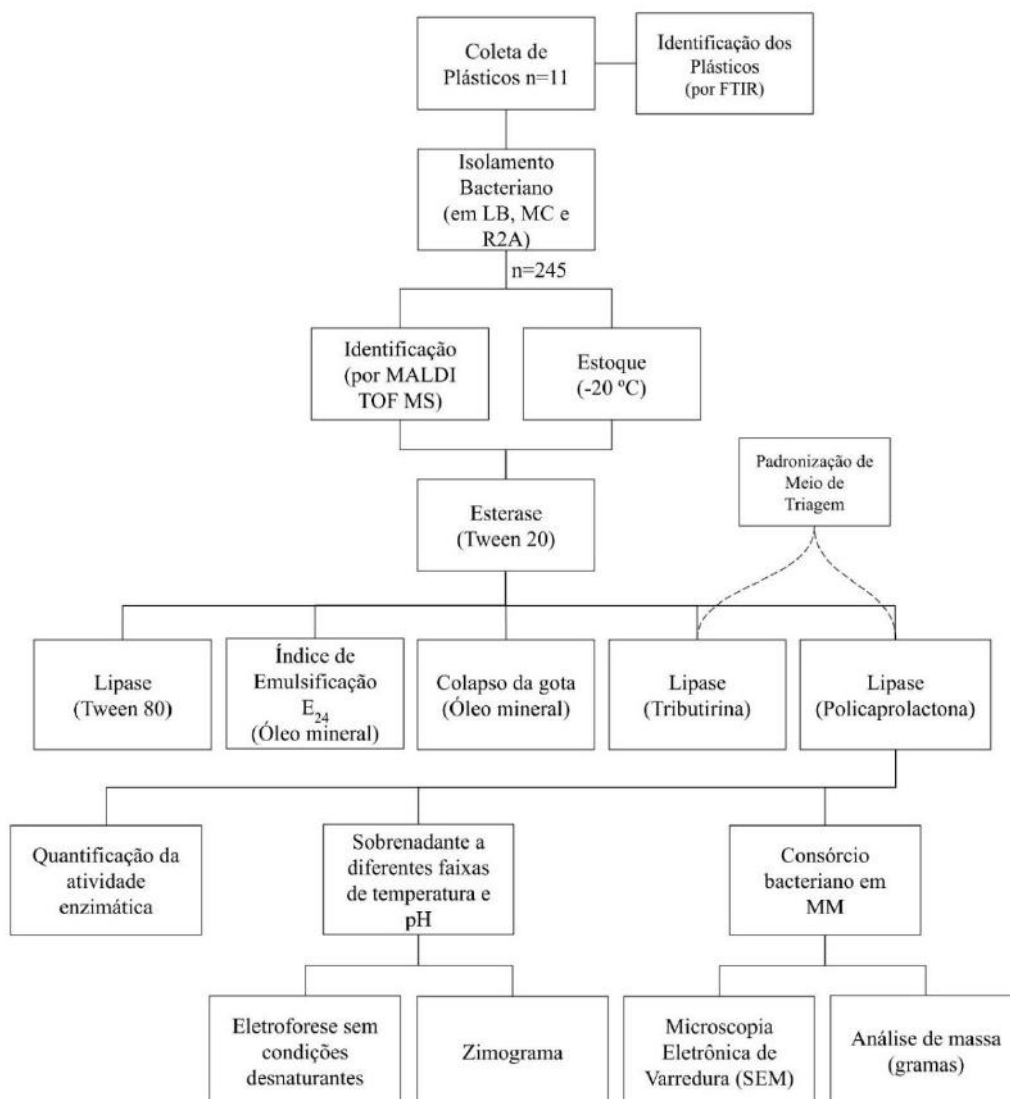 Coleta de
Plásticos n=11
Identificação dos
Plásticos
(por FTIR)
Isolamento
Bacteriano
(em LB, MC e
R2A)
n=245
Identificação
(por MALDI
TOF MS)
Estoque
(-20 ºC)
Padronização de
Meio de
Triagem
Esterase
(Tween 20)
Lipase
(Tween 80)
Índice de
Emulsificação
E24
(Óleo mineral)
Colapso da gota
(Óleo mineral)
Lipase
(Tributirina)
Lipase
(Policaprolactona)
Quantificação da
atividade
enzimática
Sobrenadante a
diferentes faixas
de temperatura e
pH
Consórcio
bacteriano em
MM
Eletroforese sem
condições
desnaturantes
Zimograma
Microscopia
Eletrônica de
Varredura (SEM)
Análise de massa
(gramas)